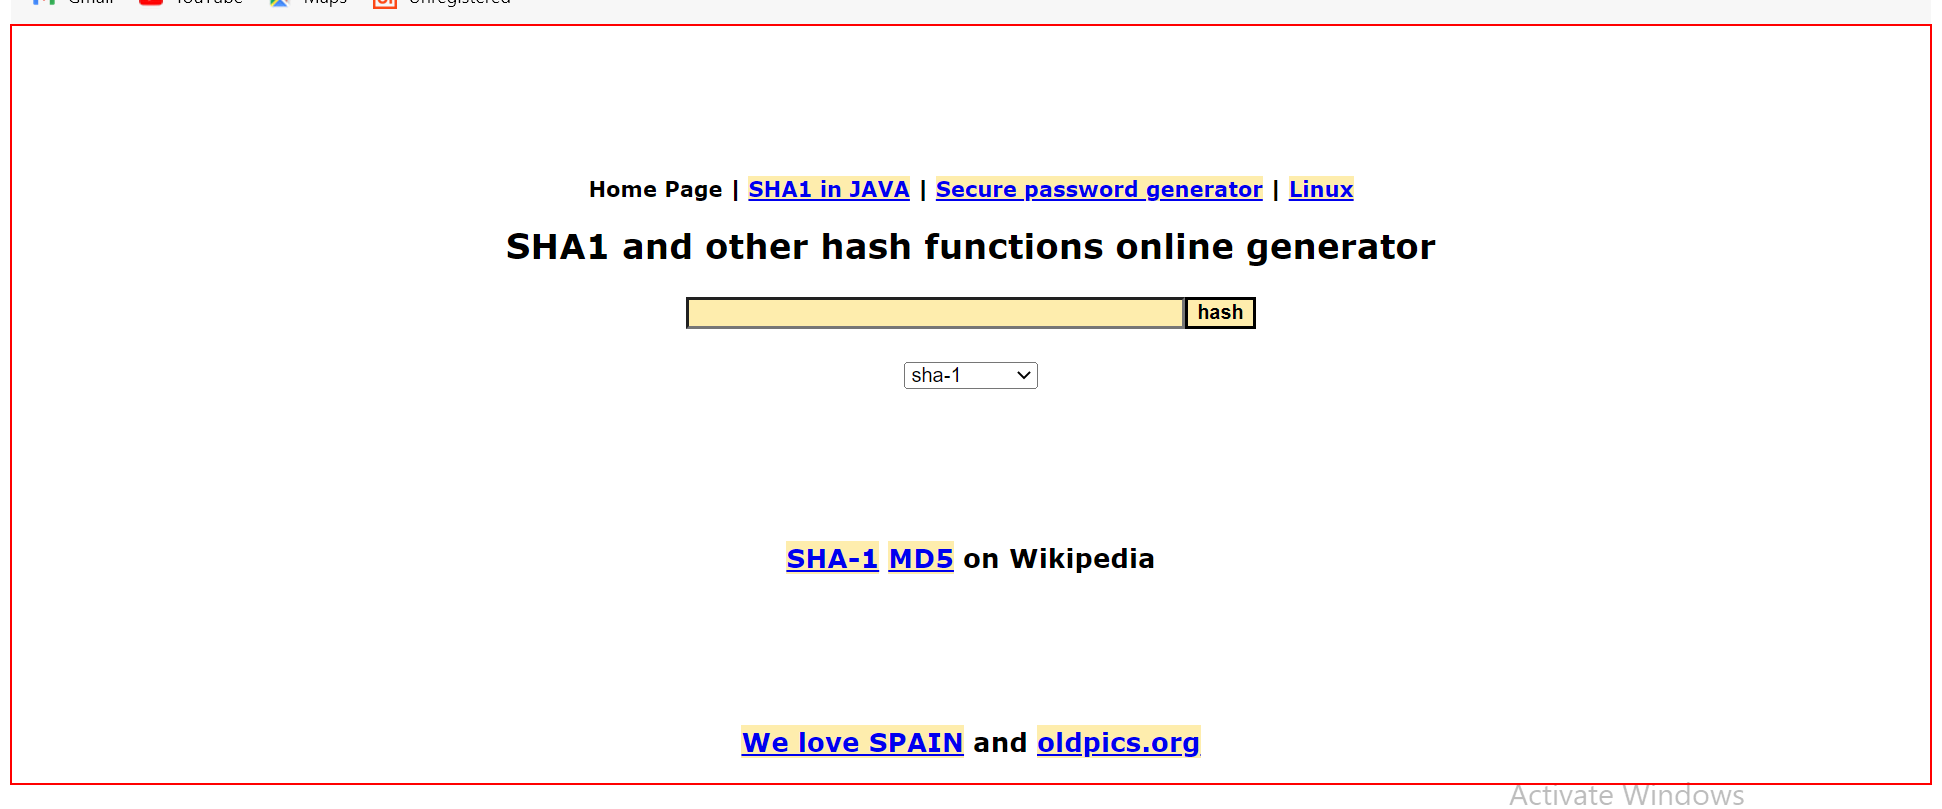 Gmail YouTube Maps Unregistered
Home Page | SHA1 in JAVA | Secure password generator | Linux
SHA1 and other hash functions online generator
hash
sha-1
SHA-1 MD5 on Wikipedia
We love SPAIN and oldpics.org
Activate Windows